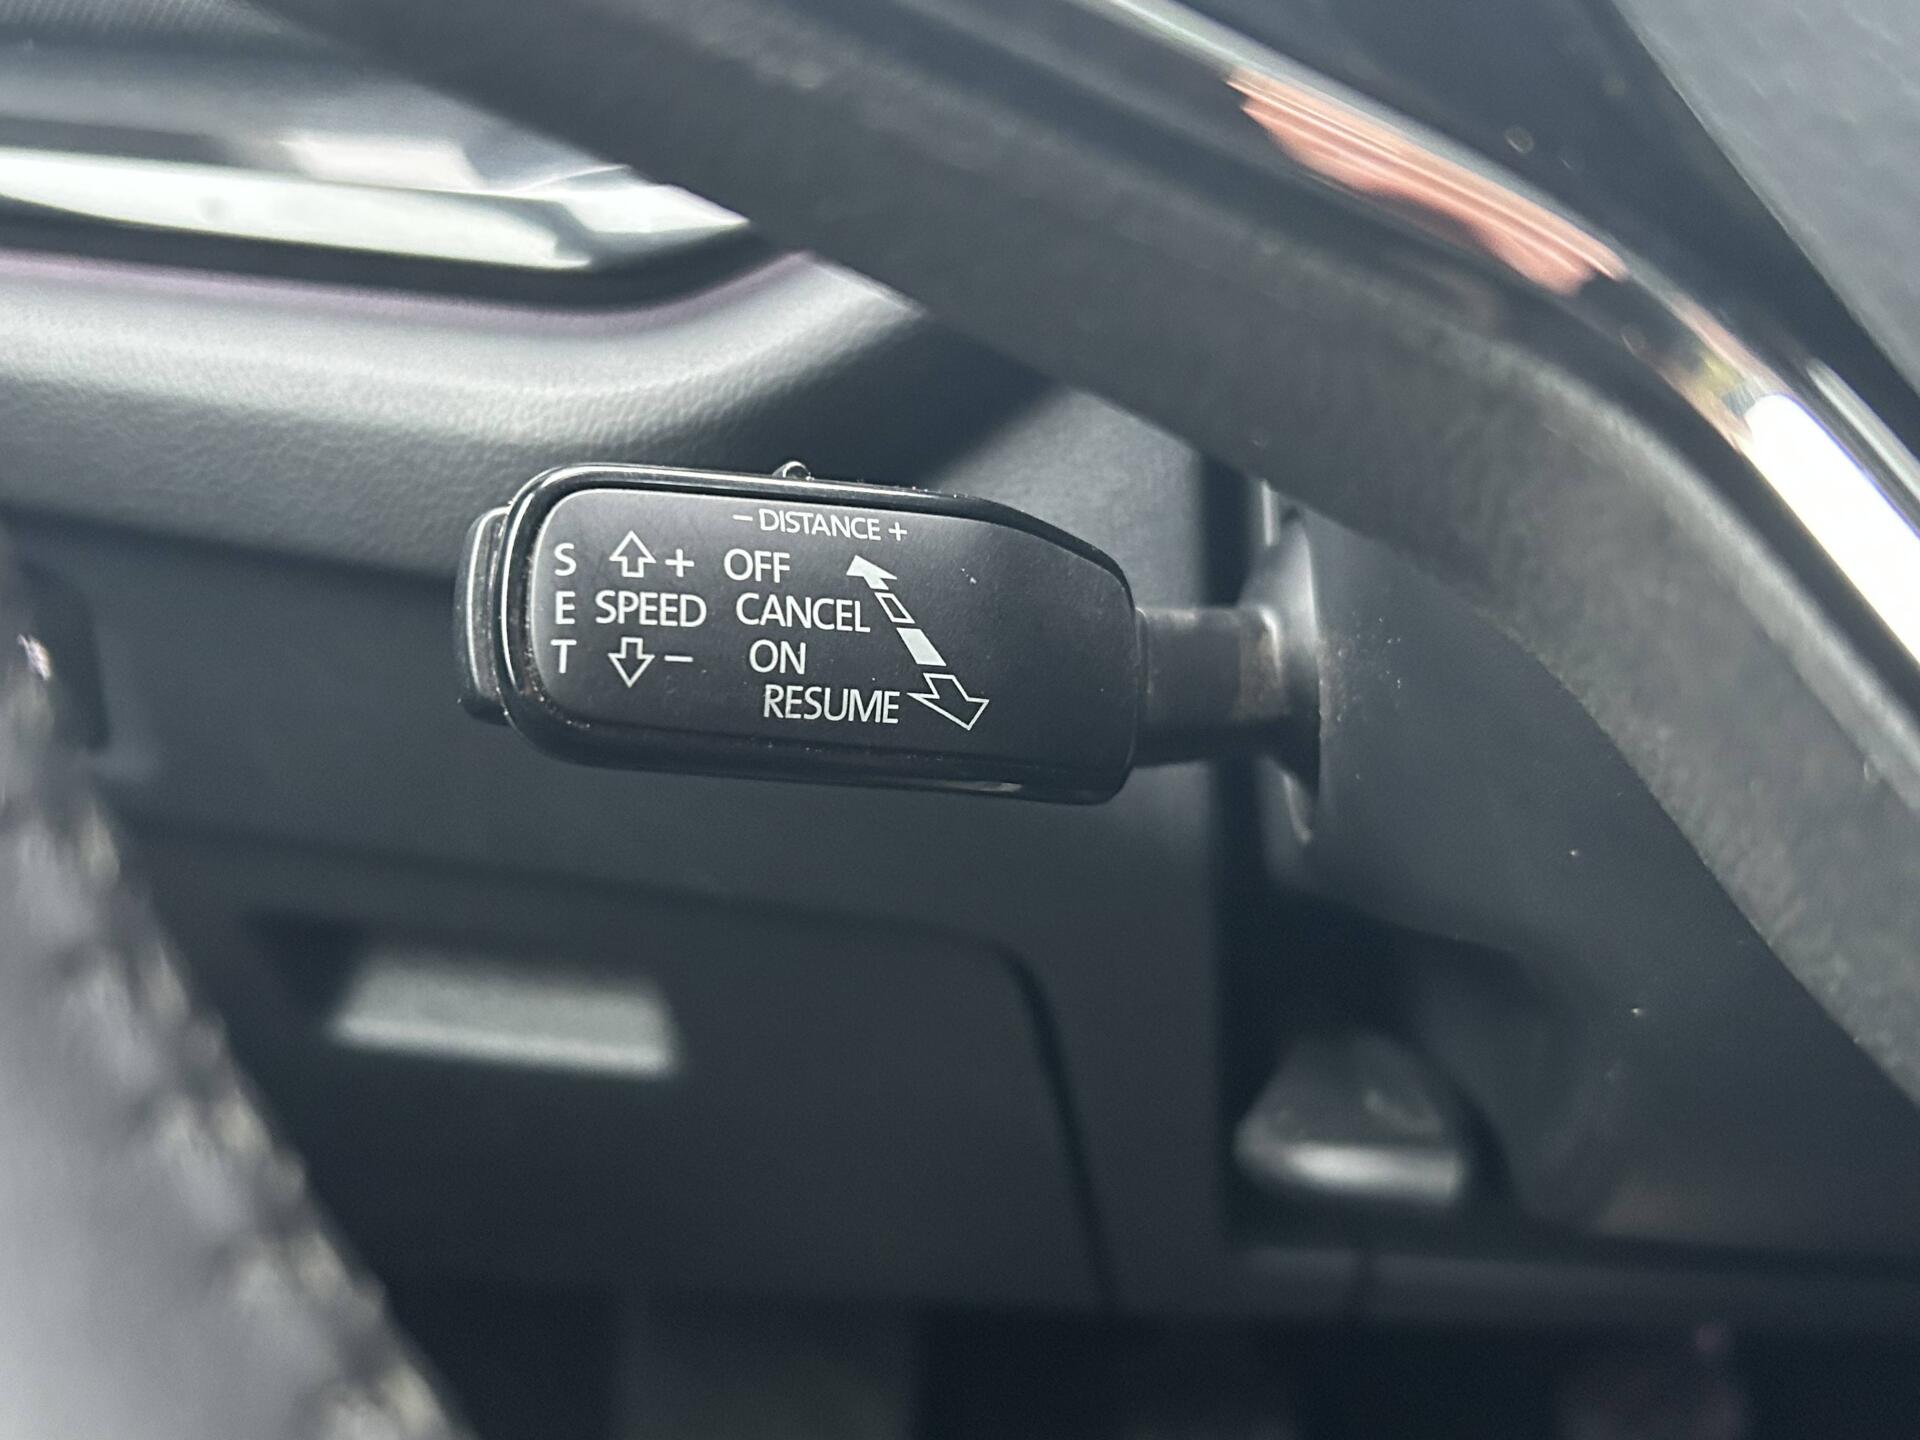 − DISTANCE +
S + OFF
E SPEED CANCEL
T − ON
RESUME